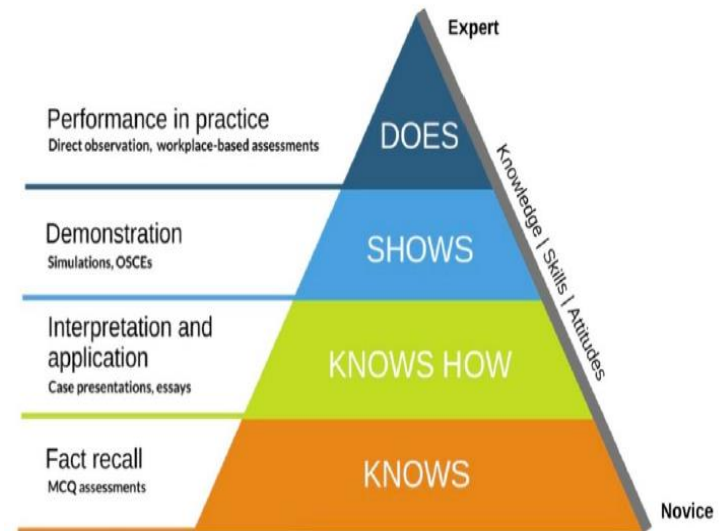 Expert
Performance in practice
Direct observation, workplace-based assessments
DOES
Knowledge | Skills | Attitudes
Demonstration
Simulations, OSCEs
SHOWS
Interpretation and
application
Case presentations, essays
KNOWS HOW
Fact recall
MCQ assessments
KNOWS
Novice